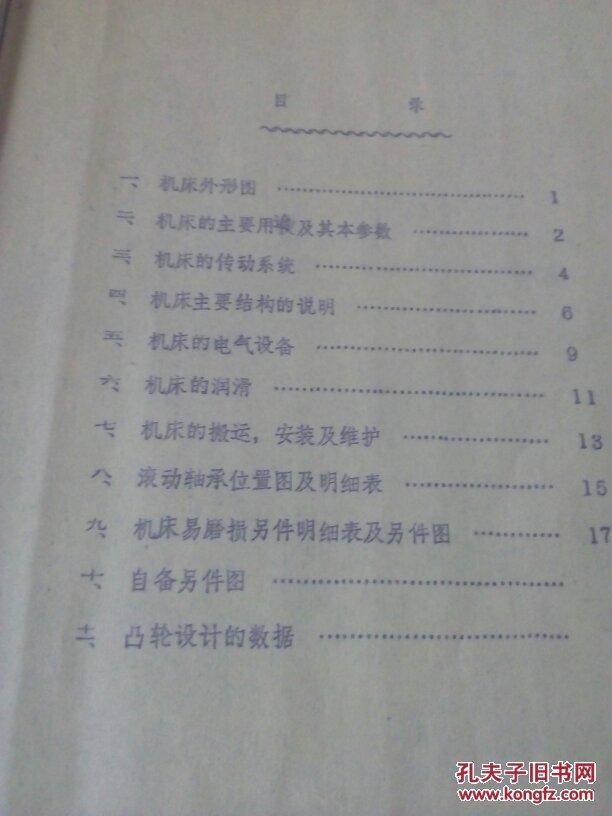 目 录
一、机床外形图 …………………… 1
二、机床的主要用途及其本参数 ………… 2
三、机床的传动系统 …………………… 4
四、机床主要结构的说明 ……………… 6
五、机床的电气设备 …………………… 9
六、机床的润滑 …………………… 11
七、机床的搬运，安装及维护 ………… 13
八、滚动轴承位置图及明细表 ………… 15
九、机床易磨损另件明细表及另件图 ……… 17
十、自备另件图 ……………………
十一、凸轮设计的数据 ……………………
孔夫子旧书网
www.kongfz.com